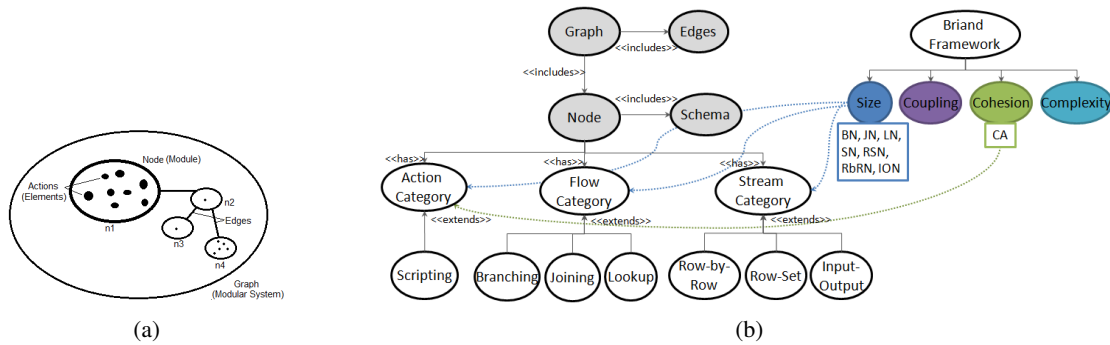 Node (Module)
Actions
(Elements)
n1
n2
Edges
n3
n4
Graph
(Modular System)
(a)
Graph
<<includes>>
Edges
<<includes>>
Node
<<includes>>
Schema
<<has>>
<<has>>
<<has>>
Action
Category
Flow
Category
Stream
Category
<<extends>>
<<extends>>
<<extends>>
Scripting
Branching
Joining
Lookup
Row-by-
Row
Row-Set
Input-
Output
Briand
Framework
Size
Coupling
Cohesion
Complexity
BN, JN, LN,
SN, RSN,
RbRN, ION
CA
(b)